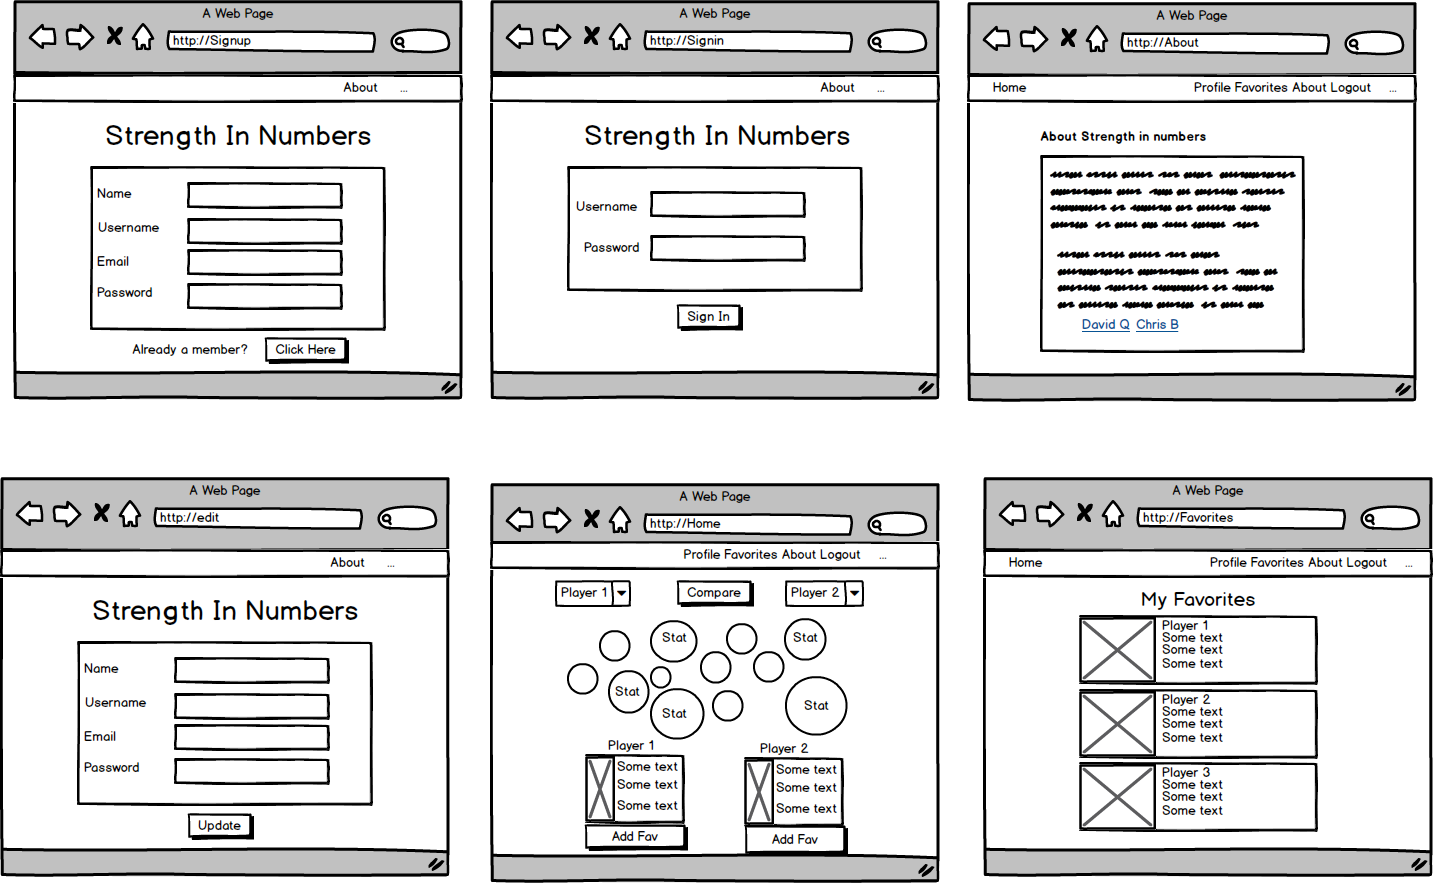 A Web Page
http://Signup
About ...
Strength In Numbers
Name
Username
Email
Password
Already a member? Click Here
A Web Page
http://Signin
About ...
Strength In Numbers
Username
Password
Sign In
A Web Page
http://About
Home Profile Favorites About Logout ...
About Strength in numbers
David Q Chris B
A Web Page
http://edit
About ...
Strength In Numbers
Name
Username
Email
Password
Update
A Web Page
http://Home
Profile Favorites About Logout ...
Player 1 Compare Player 2
Stat Stat
Stat
Stat Stat
Player 1 Player 2
Some text Some text
Some text Some text
Some text Some text
Add Fav Add Fav
A Web Page
http://Favorites
Home Profile Favorites About Logout ...
My Favorites
Player 1
Some text
Some text
Some text
Player 2
Some text
Some text
Some text
Player 3
Some text
Some text
Some text